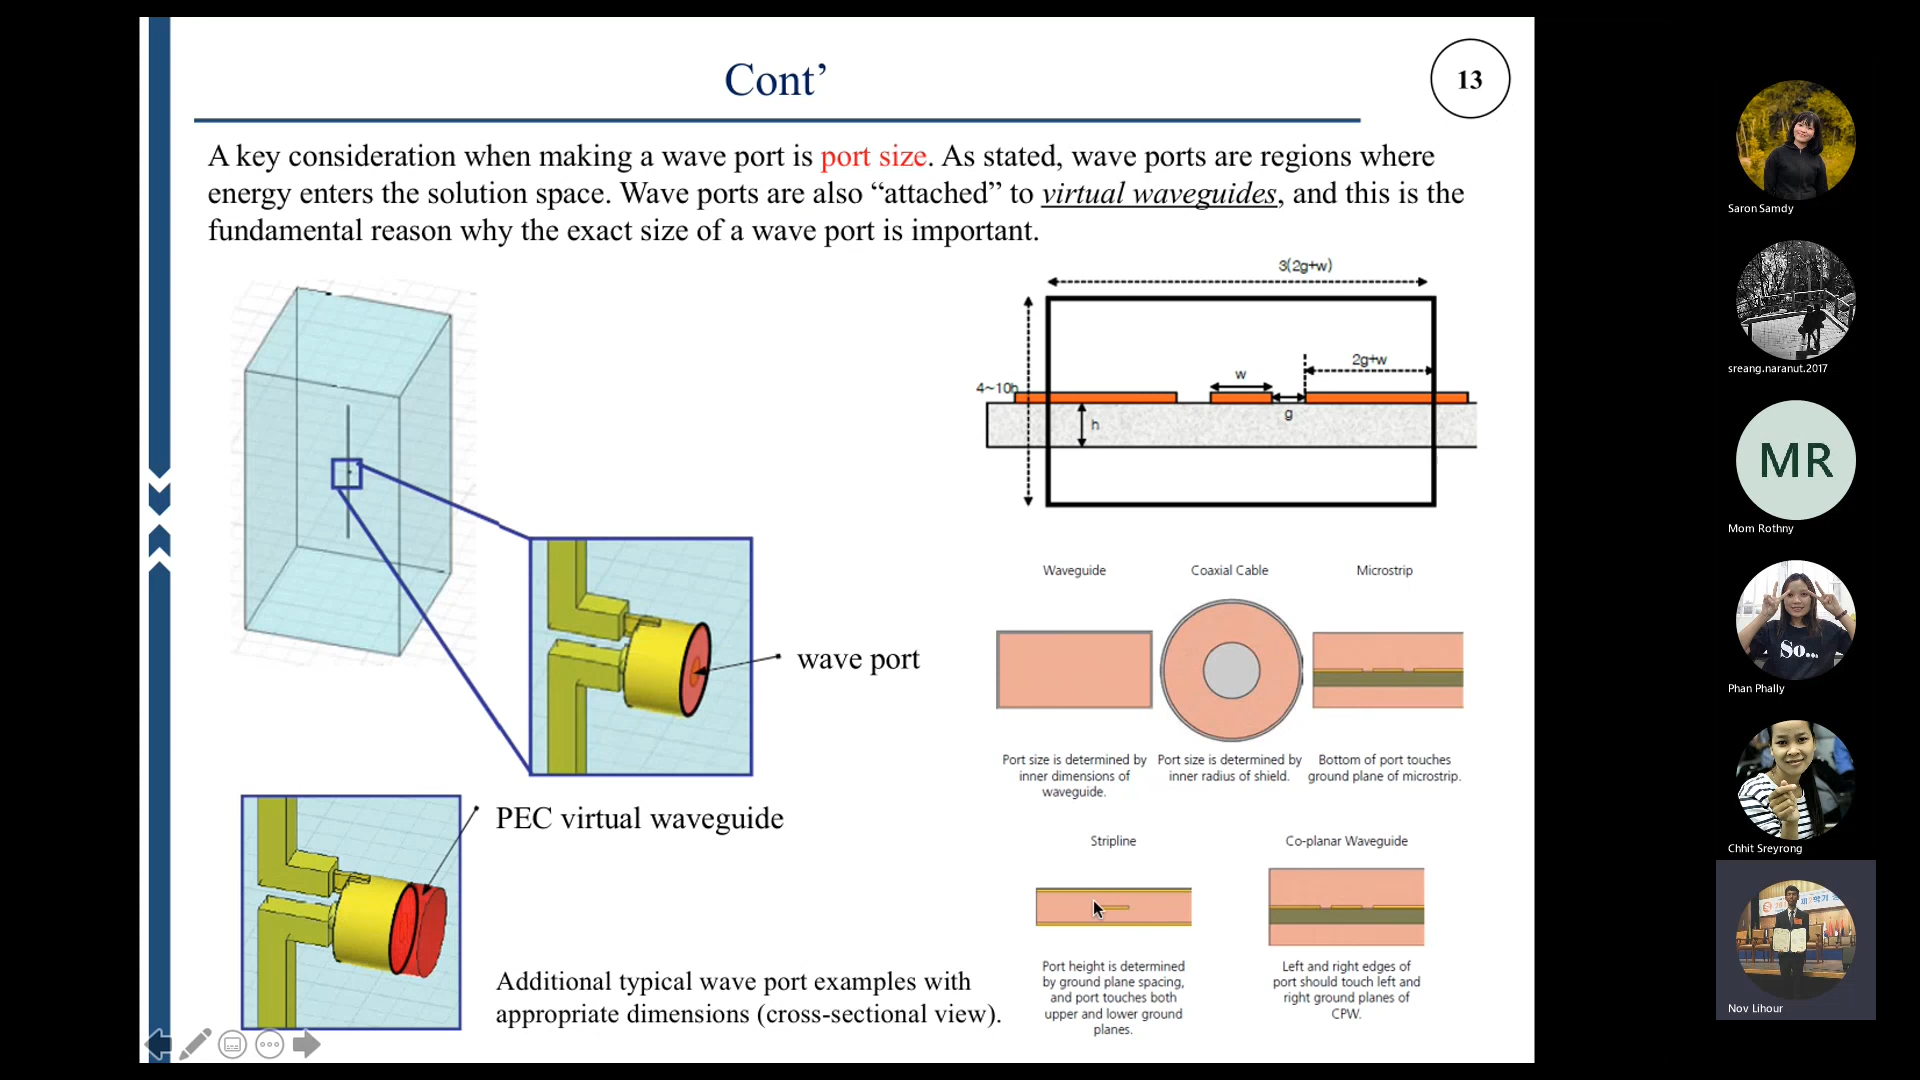 Cont’
13
A key consideration when making a wave port is port size. As stated, wave ports are regions where
energy enters the solution space. Wave ports are also “attached” to virtual waveguides, and this is the
fundamental reason why the exact size of a wave port is important.
3(2g+w)
2g+w
w
4~10h
g
h
wave port
PEC virtual waveguide
Additional typical wave port examples with
appropriate dimensions (cross-sectional view).
Waveguide
Coaxial Cable
Microstrip
Port size is determined by
inner dimensions of
waveguide.
Port size is determined by
inner radius of shield.
Bottom of port touches
ground plane of microstrip.
Stripline
Co-planar Waveguide
Port height is determined
by ground plane spacing,
and port touches both
upper and lower ground
planes.
Left and right edges of
port should touch left and
right ground planes of
CPW.
Saron Samdy
sreang.naranut.2017
MR
Mom Rothny
So...
Phan Phally
Chhit Sreyrong
Nov Lihour